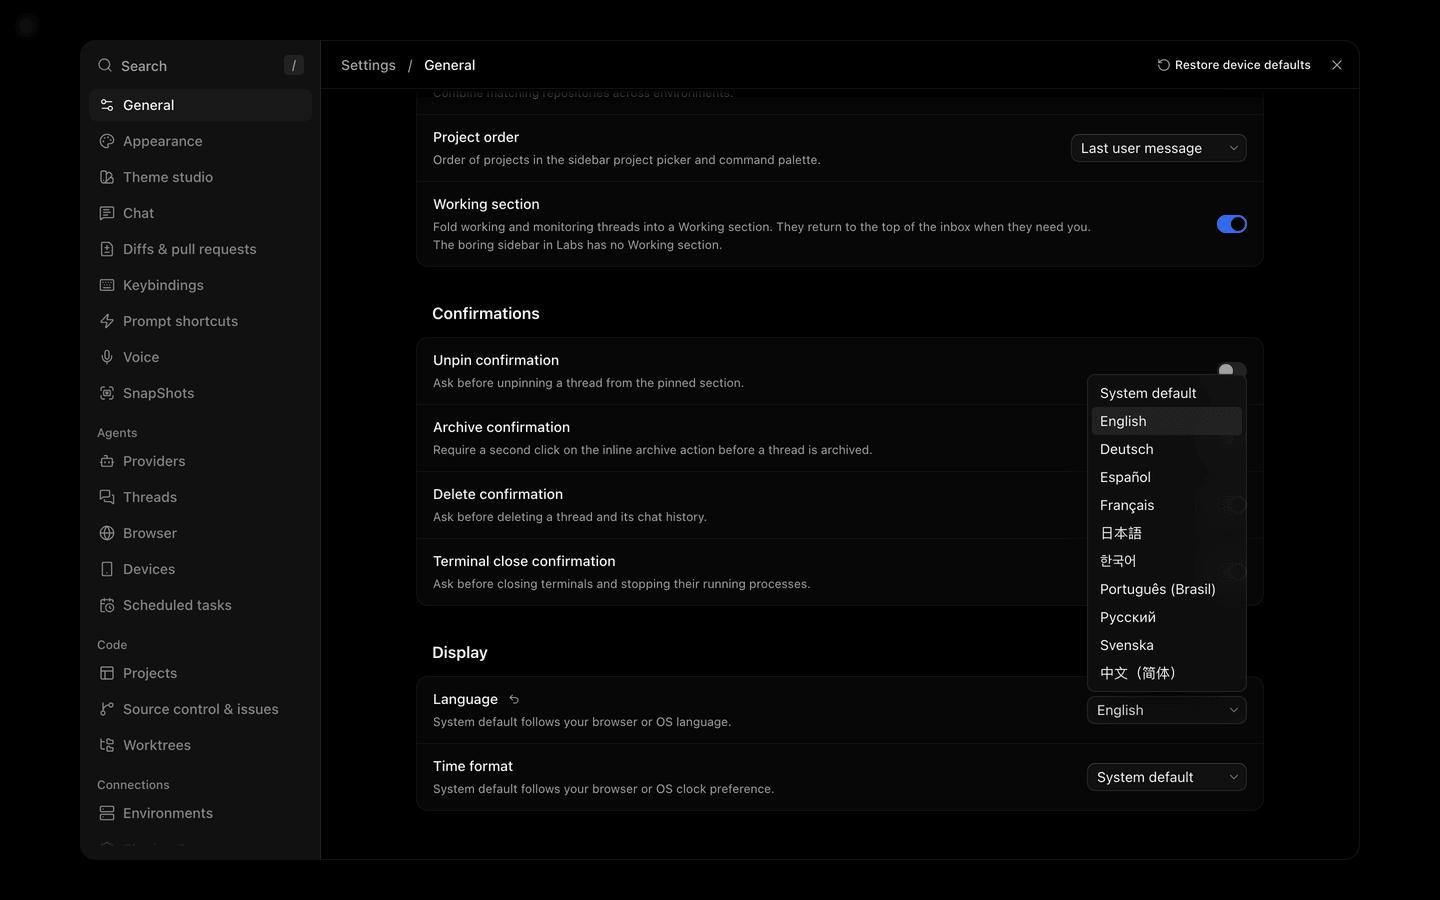 Search
/
General
Appearance
Theme studio
Chat
Diffs & pull requests
Keybindings
Prompt shortcuts
Voice
SnapShots
Agents
Providers
Threads
Browser
Devices
Scheduled tasks
Code
Projects
Source control & issues
Worktrees
Connections
Environments
Settings / General
Restore device defaults
Combine matching repositories across environments.
Project order
Order of projects in the sidebar project picker and command palette.
Last user message
Working section
Fold working and monitoring threads into a Working section. They return to the top of the inbox when they need you.
The boring sidebar in Labs has no Working section.
Confirmations
Unpin confirmation
Ask before unpinning a thread from the pinned section.
Archive confirmation
Require a second click on the inline archive action before a thread is archived.
Delete confirmation
Ask before deleting a thread and its chat history.
Terminal close confirmation
Ask before closing terminals and stopping their running processes.
System default
English
Deutsch
Español
Français
日本語
한국어
Português (Brasil)
Русский
Svenska
中文（简体）
Display
Language
System default follows your browser or OS language.
English
Time format
System default follows your browser or OS clock preference.
System default